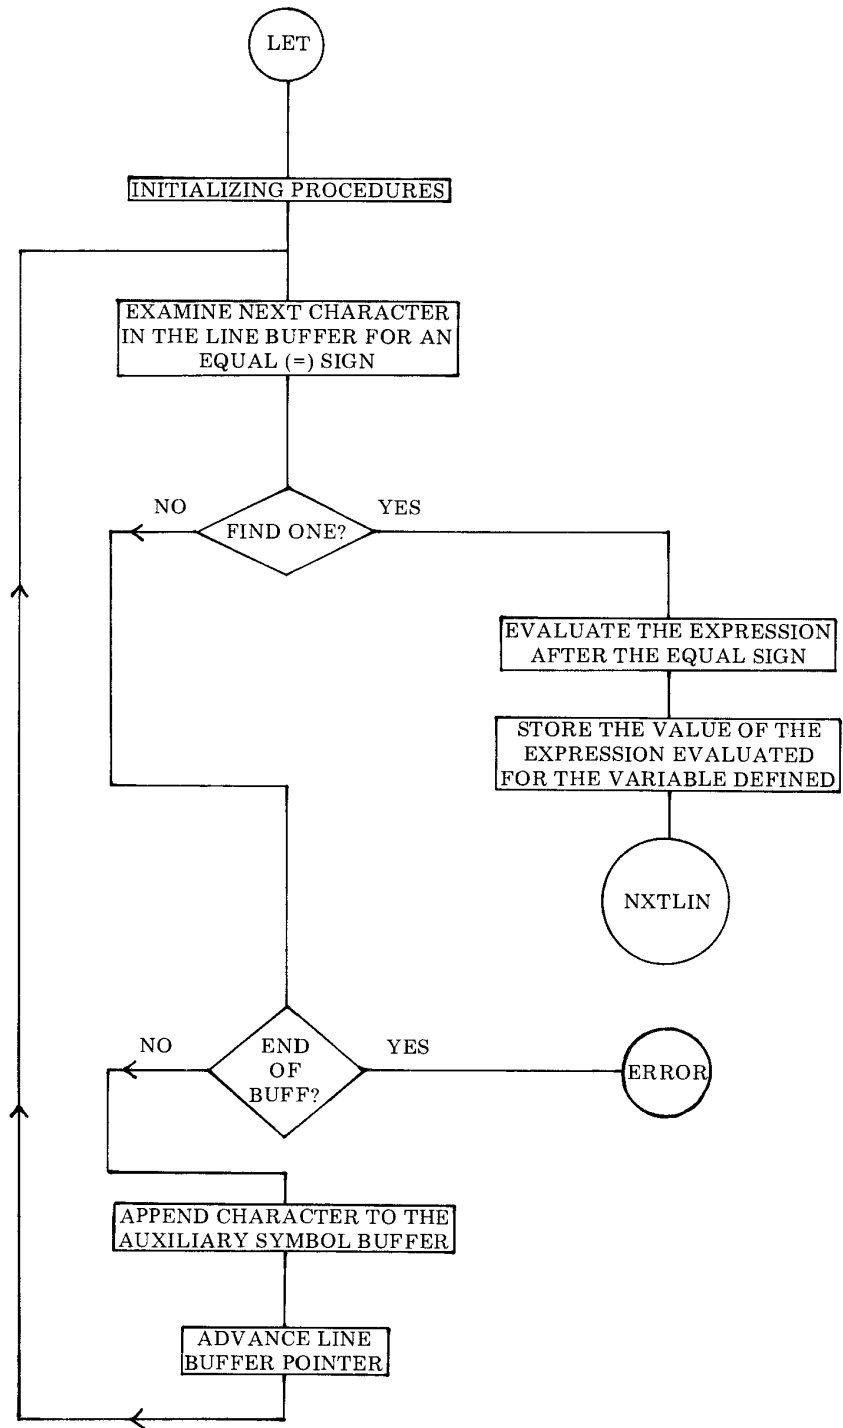 LET
INITIALIZING PROCEDURES
EXAMINE NEXT CHARACTER
IN THE LINE BUFFER FOR AN
EQUAL (=) SIGN
NO
YES
FIND ONE?
EVALUATE THE EXPRESSION
AFTER THE EQUAL SIGN
STORE THE VALUE OF THE
EXPRESSION EVALUATED
FOR THE VARIABLE DEFINED
NXTLIN
NO
YES
END
OF
BUFF?
ERROR
APPEND CHARACTER TO THE
AUXILIARY SYMBOL BUFFER
ADVANCE LINE
BUFFER POINTER